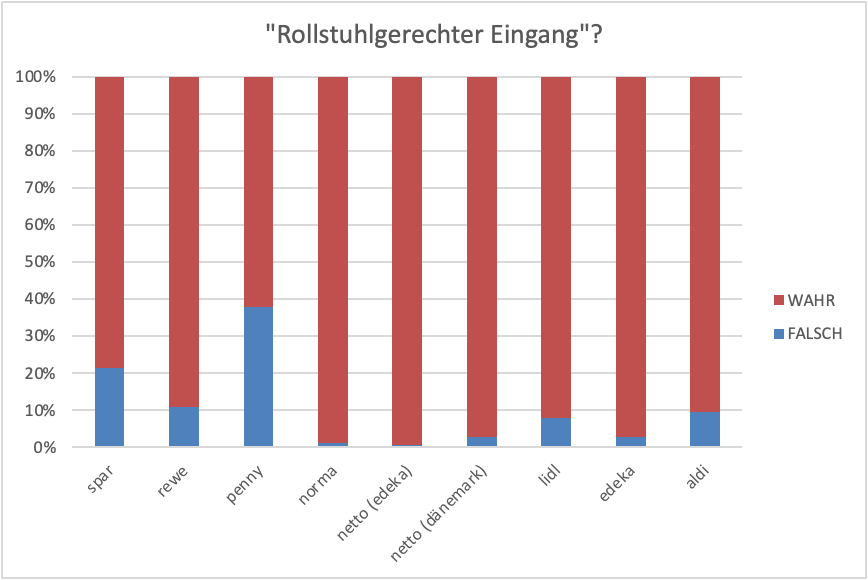 "Rollstuhlgerechter Eingang"?
100%
90%
80%
70%
60%
50%
40%
30%
20%
10%
0%
spar
rewe
penny
norma
netto (edeka)
netto (dänemark)
lidl
edeka
aldi
WAHR
FALSCH